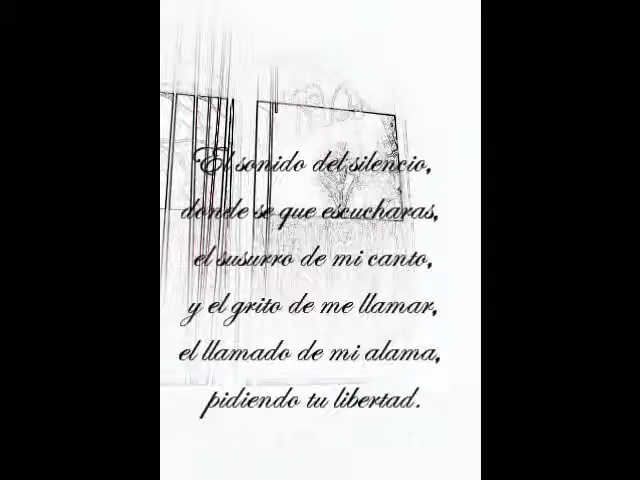 El sonido del silencio,
donde se que escucharas,
el susurro de mi canto,
y el grito de me llamar,
el llamado de mi alama,
pidiendo tu libertad.